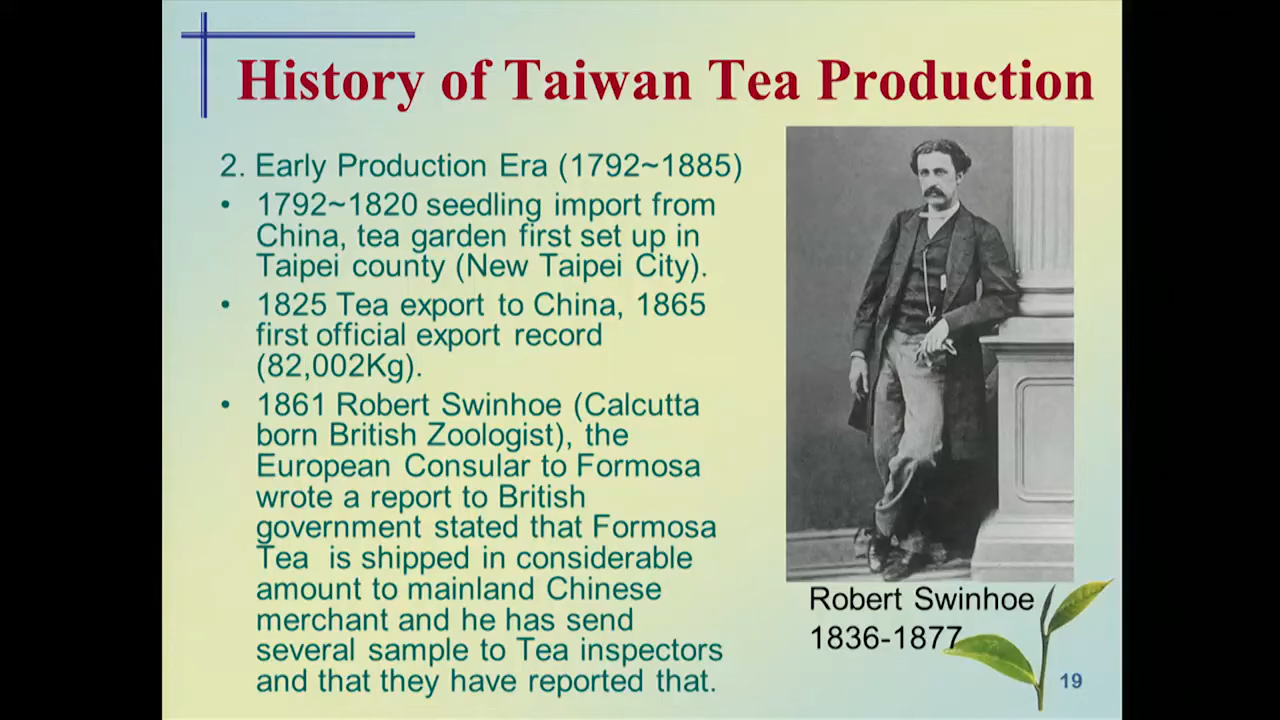 History of Taiwan Tea Production
2. Early Production Era (1792~1885)
• 1792~1820 seedling import from
China, tea garden first set up in
Taipei county (New Taipei City).
• 1825 Tea export to China, 1865
first official export record
(82,002Kg).
• 1861 Robert Swinhoe (Calcutta
born British Zoologist), the
European Consular to Formosa
wrote a report to British
government stated that Formosa
Tea is shipped in considerable
amount to mainland Chinese
merchant and he has send
several sample to Tea inspectors
and that they have reported that.
Robert Swinhoe
1836-1877
19